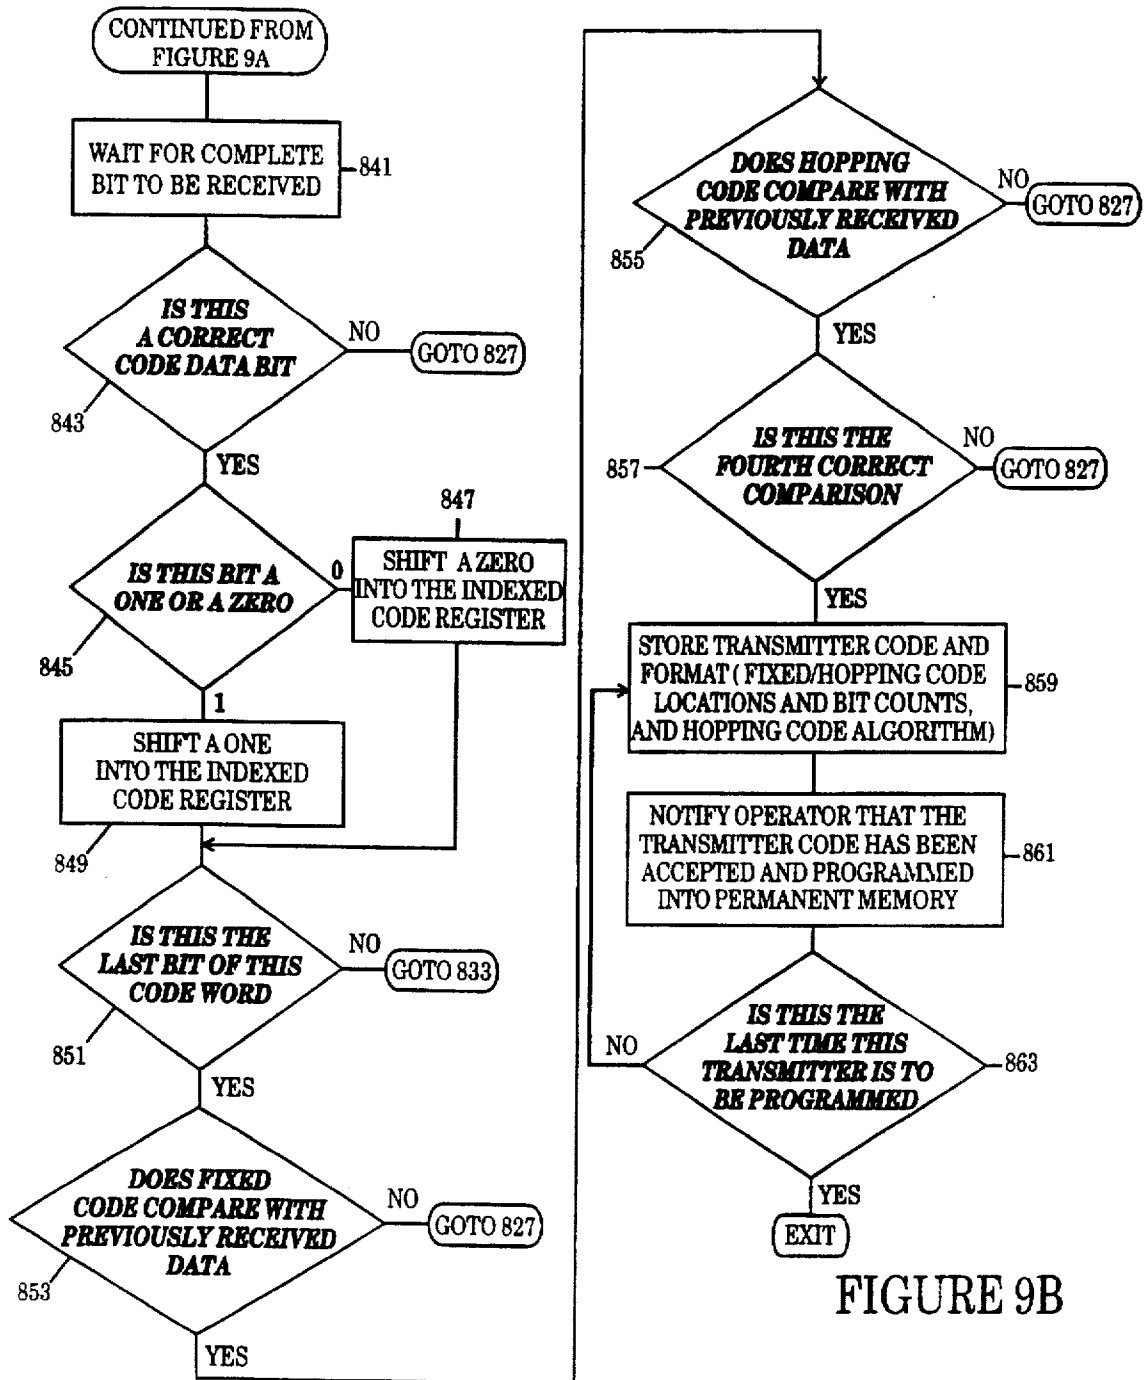 CONTINUED FROM
FIGURE 9A
WAIT FOR COMPLETE
BIT TO BE RECEIVED
841
IS THIS
A CORRECT
CODE DATA BIT
NO
GOTO 827
843
YES
IS THIS BIT A
ONE OR A ZERO
0
845
847
SHIFT A ZERO
INTO THE INDEXED
CODE REGISTER
1
SHIFT A ONE
INTO THE INDEXED
CODE REGISTER
849
IS THIS THE
LAST BIT OF THIS
CODE WORD
NO
GOTO 833
851
YES
DOES FIXED
CODE COMPARE WITH
PREVIOUSLY RECEIVED
DATA
NO
GOTO 827
853
YES
DOES HOPPING
CODE COMPARE WITH
PREVIOUSLY RECEIVED
DATA
NO
GOTO 827
855
YES
IS THIS THE
FOURTH CORRECT
COMPARISON
NO
GOTO 827
857
YES
STORE TRANSMITTER CODE AND
FORMAT ( FIXED/HOPPING CODE
LOCATIONS AND BIT COUNTS,
AND HOPPING CODE ALGORITHM)
859
NOTIFY OPERATOR THAT THE
TRANSMITTER CODE HAS BEEN
ACCEPTED AND PROGRAMMED
INTO PERMANENT MEMORY
861
IS THIS THE
LAST TIME THIS
TRANSMITTER IS TO
BE PROGRAMMED
NO
863
YES
EXIT
FIGURE 9B